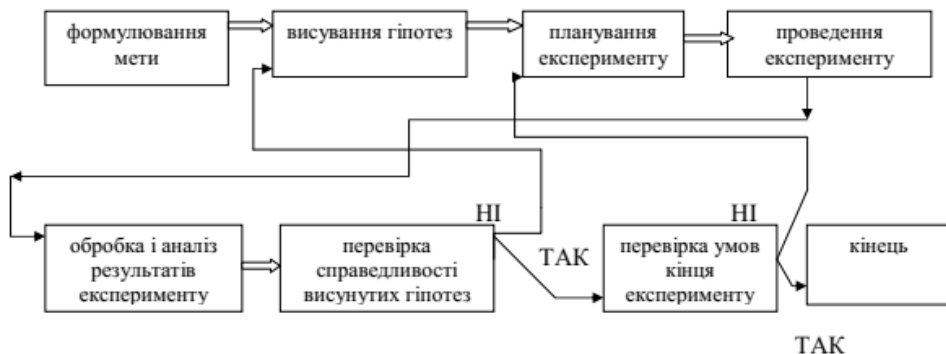 формулювання
мети
висування гіпотез
планування
експерименту
проведення
експерименту
обробка і аналіз
результатів
експерименту
перевірка
справедливості
висунутих гіпотез
НІ
ТАК
перевірка умов
кінця
експерименту
НІ
кінець
ТАК